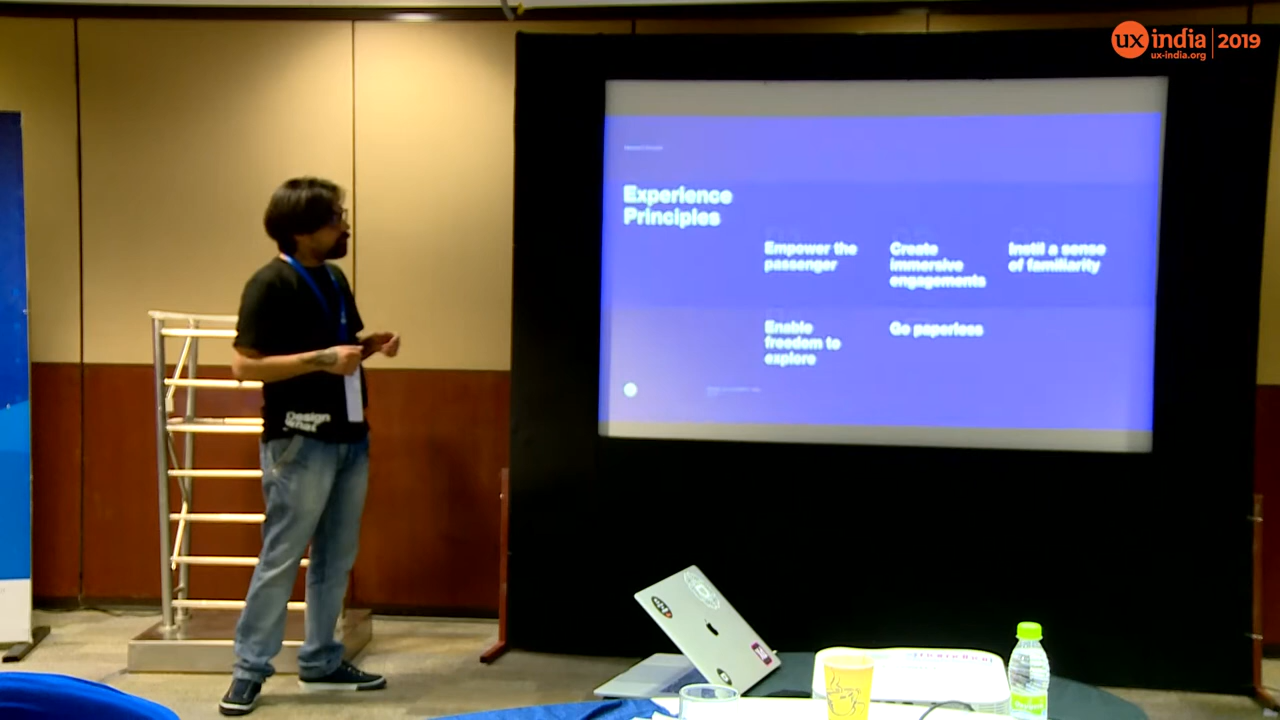 ux india 2019
ux-india.org
Experience
Principles
Empower the
passenger
Create
immersive
engagements
Instil a sense
of familiarity
Enable
freedom to
explore
Go paperless
Design